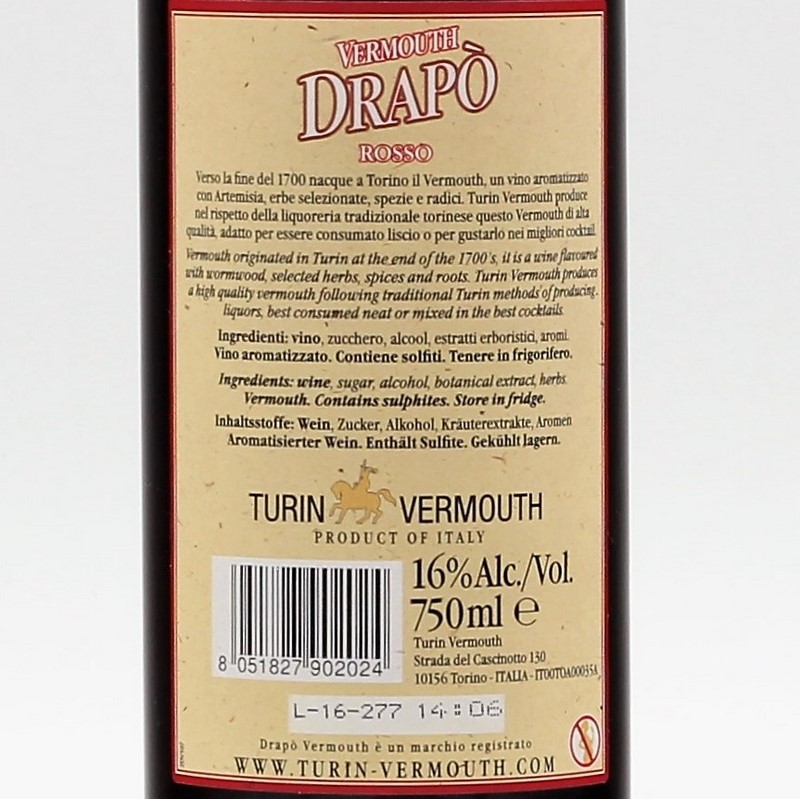 VERMOUTH
DRAPÒ
ROSSO
Verso la fine del 1700 nacque a Torino il Vermouth, un vino aromatizzato
con Artemisia, erbe selezionate, spezie e radici. Turin Vermouth produce
nel rispetto della liquoreria tradizionale torinese questo Vermouth di alta
qualità, adatto per essere consumato liscio o per gustarlo nei migliori cocktail.
Vermouth originated in Turin at the end of the 1700's, it is a wine flavoured
with wormwood, selected herbs, spices and roots. Turin Vermouth produces
a high quality vermouth following traditional Turin methods of producing.
liquors, best consumed neat or mixed in the best cocktails.
Ingredienti: vino, zucchero, alcool, estratti erboristici, aromi.
Vino aromatizzato. Contiene solfiti. Tenere in frigorifero.
Ingredients: wine, sugar, alcohol, botanical extract, herbs.
Vermouth. Contains sulphites. Store in fridge.
Inhaltsstoffe: Wein, Zucker, Alkohol, Kräuterextrakte, Aromen
Aromatisierter Wein. Enthält Sulfite. Gekühlt lagern.
TURIN VERMOUTH
PRODUCT OF ITALY
16% Alc./Vol.
750ml e
Turin Vermouth
Strada del Cascinotto 130
10156 Torino - ITALIA - IT00TOA00035A
8 051827 902024
L-16-277 14:06
Drapò Vermouth è un marchio registrato
WWW.TURIN-VERMOUTH.COM